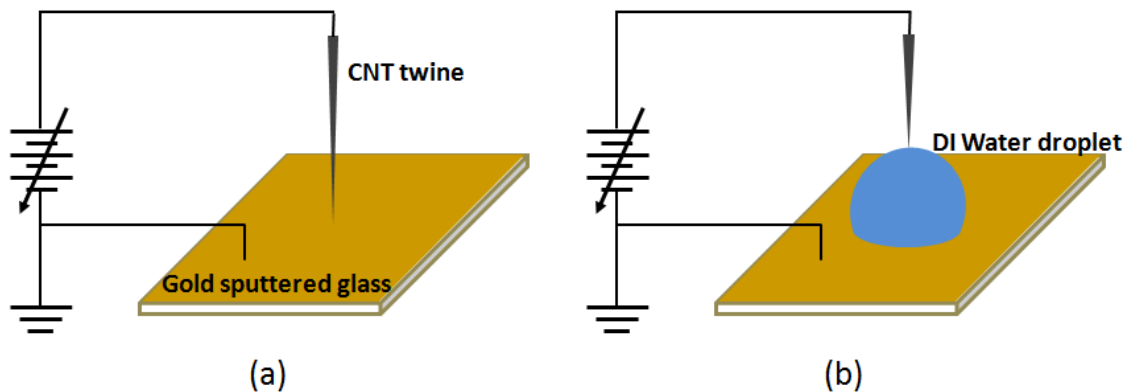 CNT twine
Gold sputtered glass
(a)
DI Water droplet
(b)